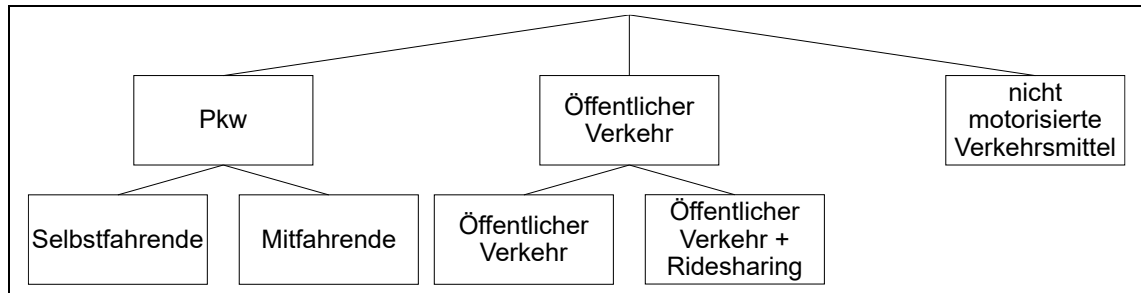 Pkw
Öffentlicher
Verkehr
nicht
motorisierte
Verkehrsmittel
Selbstfahrende
Mitfahrende
Öffentlicher
Verkehr
Öffentlicher
Verkehr +
Ridesharing